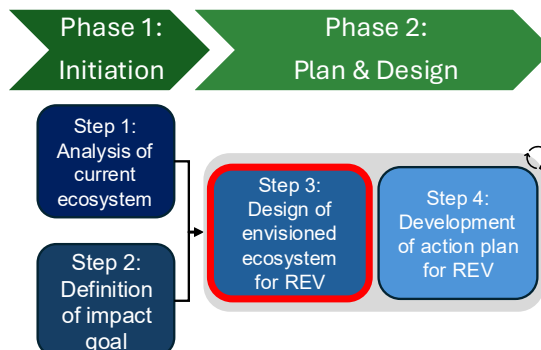 Phase 1:
Initiation
Phase 2:
Plan & Design
Step 1:
Analysis of
current
ecosystem
Step 2:
Definition
of impact
goal
Step 3:
Design of
envisioned
ecosystem
for REV
Step 4:
Development
of action plan
for REV